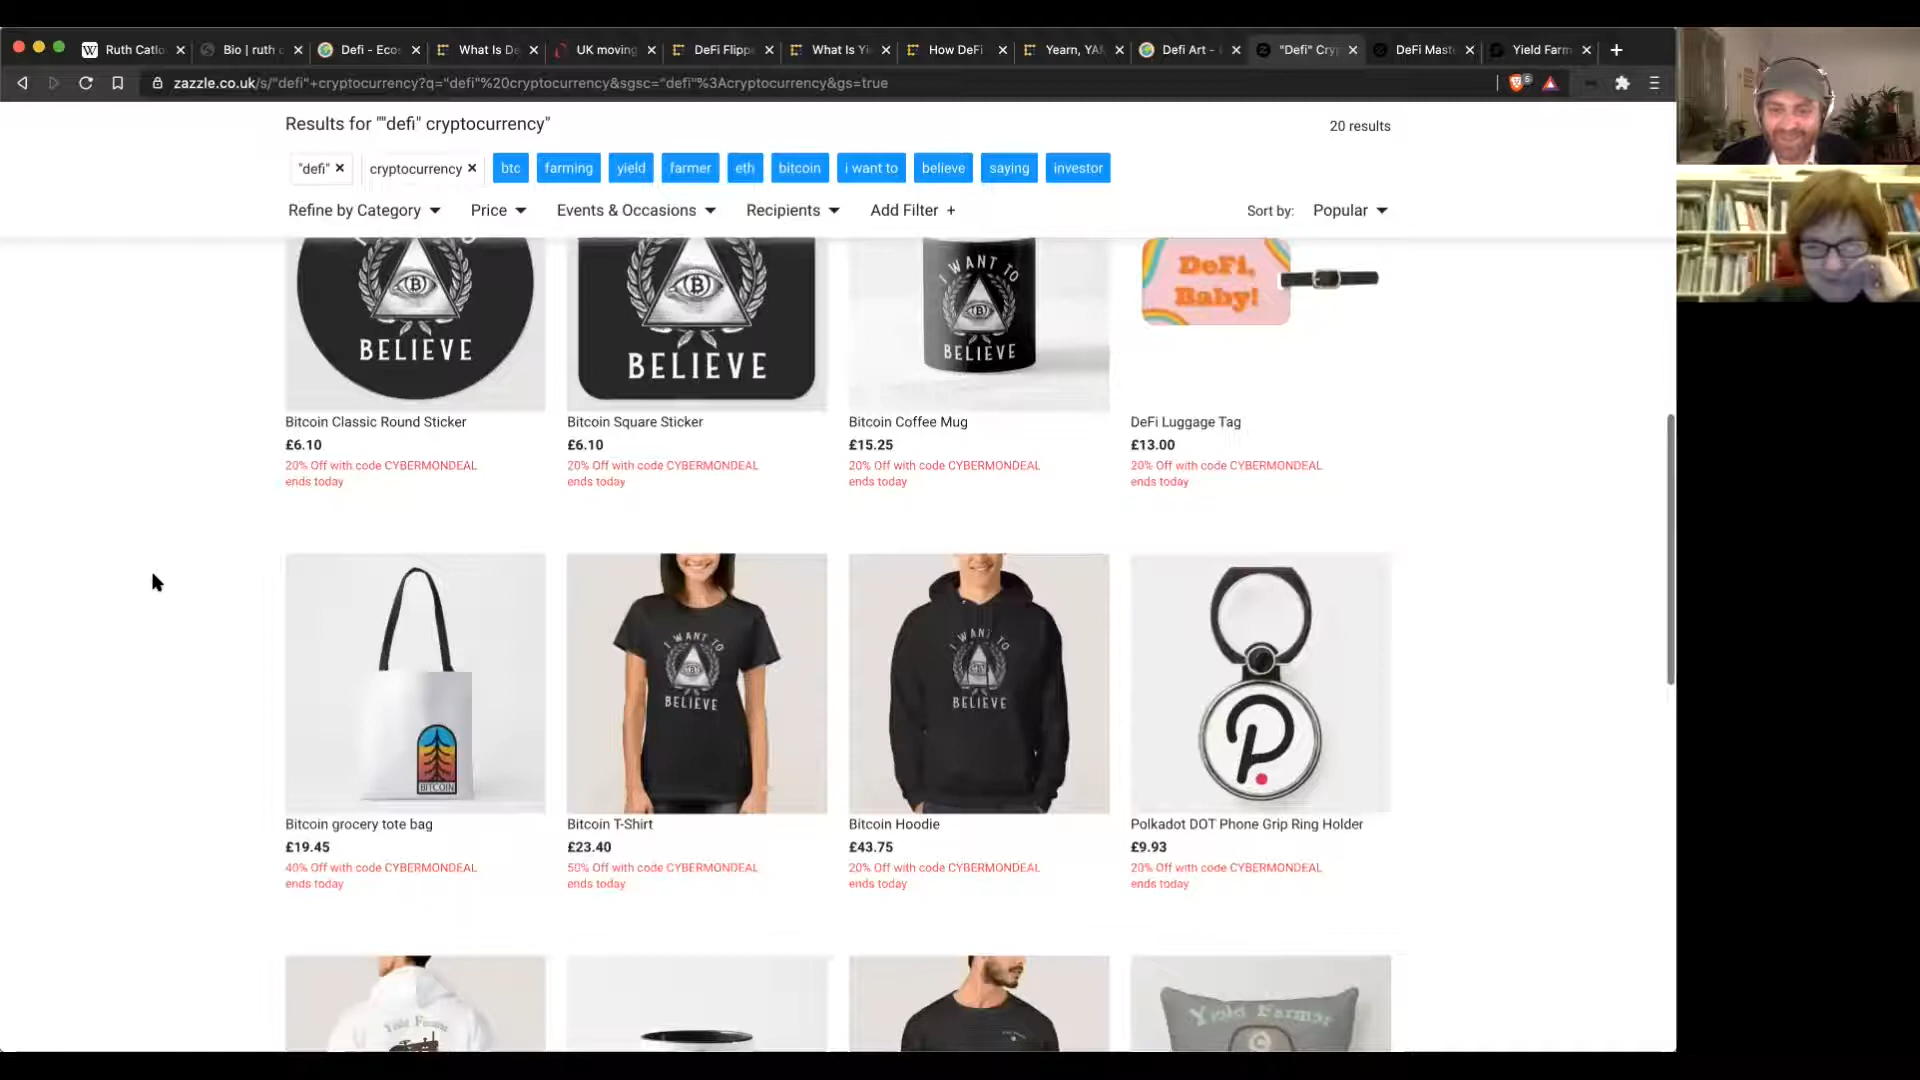 Ruth Catlo
Bio | ruth c
Defi - Ecos
What Is De
UK moving
DeFi Flipp
What Is Yi
How DeFi
Yearn, YAM
Defi Art -
"Defi" Cryp
DeFi Mast
Yield Farm
zazzle.co.uk/s/"defi"+cryptocurrency?q="defi"%20cryptocurrency&sgsc="defi"%3Acryptocurrency&gs=true
Results for ""defi" cryptocurrency"
20 results
"defi" cryptocurrency btc farming yield farmer eth bitcoin i want to believe saying investor
Refine by Category Price Events & Occasions Recipients Add Filter +
Sort by: Popular
BELIEVE
BELIEVE
I WANT TO
BELIEVE
DeFi,
Baby!
Bitcoin Classic Round Sticker
£6.10
20% Off with code CYBERMONDEAL
ends today
Bitcoin Square Sticker
£6.10
20% Off with code CYBERMONDEAL
ends today
Bitcoin Coffee Mug
£15.25
20% Off with code CYBERMONDEAL
ends today
DeFi Luggage Tag
£13.00
20% Off with code CYBERMONDEAL
ends today
BITCOIN
I WANT TO
BELIEVE
I WANT TO
BELIEVE
Bitcoin grocery tote bag
£19.45
40% Off with code CYBERMONDEAL
ends today
Bitcoin T-Shirt
£23.40
50% Off with code CYBERMONDEAL
ends today
Bitcoin Hoodie
£43.75
20% Off with code CYBERMONDEAL
ends today
Polkadot DOT Phone Grip Ring Holder
£9.93
20% Off with code CYBERMONDEAL
ends today
Yield Farmer
Yield Farmer